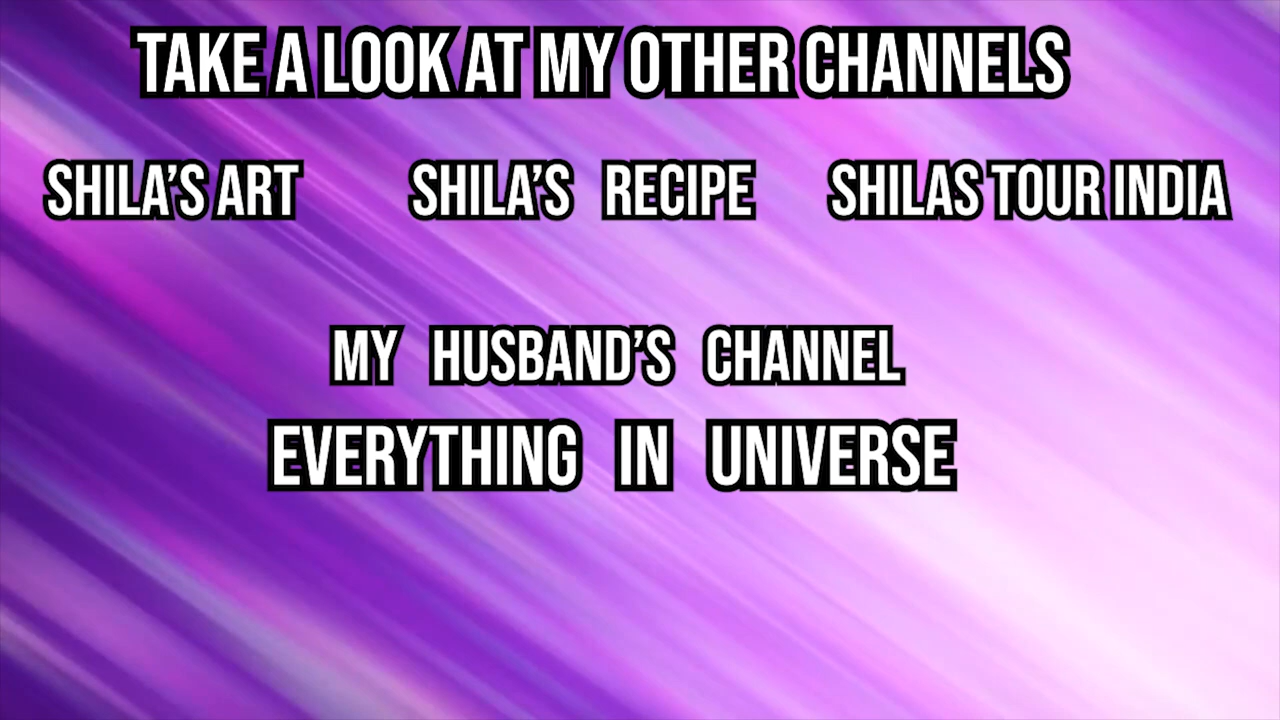 TAKE A LOOK AT MY OTHER CHANNELS
SHILA'S ART SHILA'S RECIPE SHILAS TOUR INDIA
MY HUSBAND'S CHANNEL
EVERYTHING IN UNIVERSE